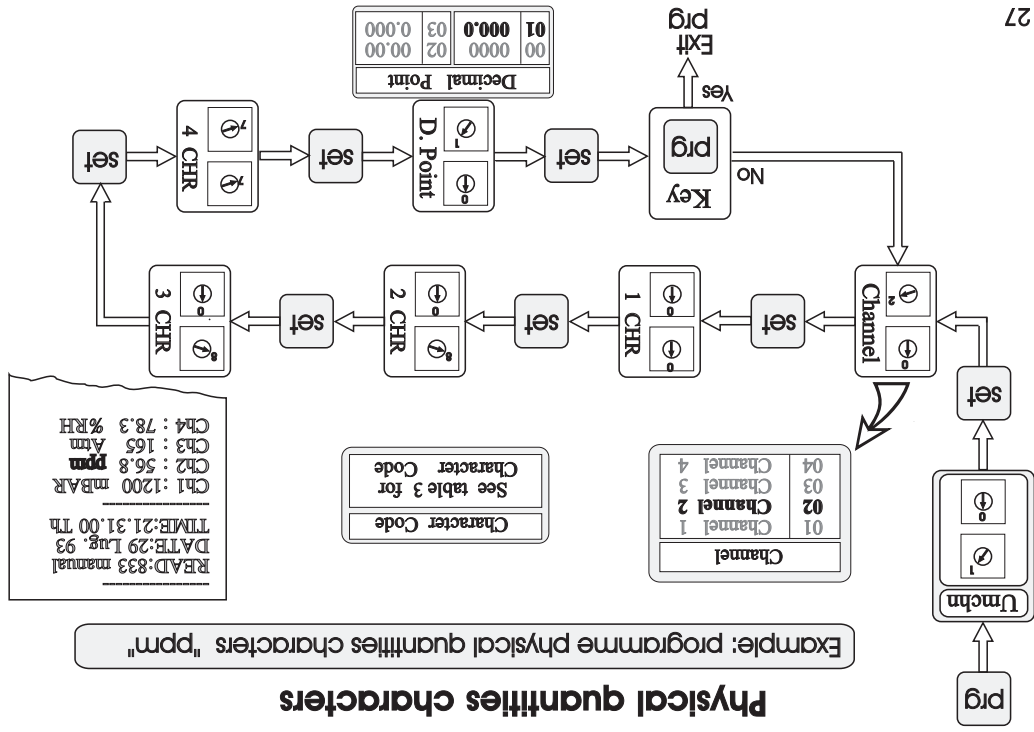 Physical quantities characters
Example: programme physical quantities characters "ppm"
prg
Umchn
1
0
set
Channel
01 Channel 1
02 Channel 2
03 Channel 3
04 Channel 4
Character Code
See table 3 for
Character Code
READ:833 manual
DATE:29 Lug. 93
TIME:21.31.00 Th
Ch1 : 1200 mBAR
Ch2 : 56.8 ppm
Ch3 : 165 Atm
Ch4 : 78.3 %RH
0
2
Channel
set
0
0
1 CHR
set
8
0
2 CHR
set
8
0
3 CHR
set
7
7
4 CHR
set
0
1
D. Point
set
Key
prg
No
Yes
Exit
prg
Decimal Point
00 0000 02 00.00
01 000.0 03 0.000
27